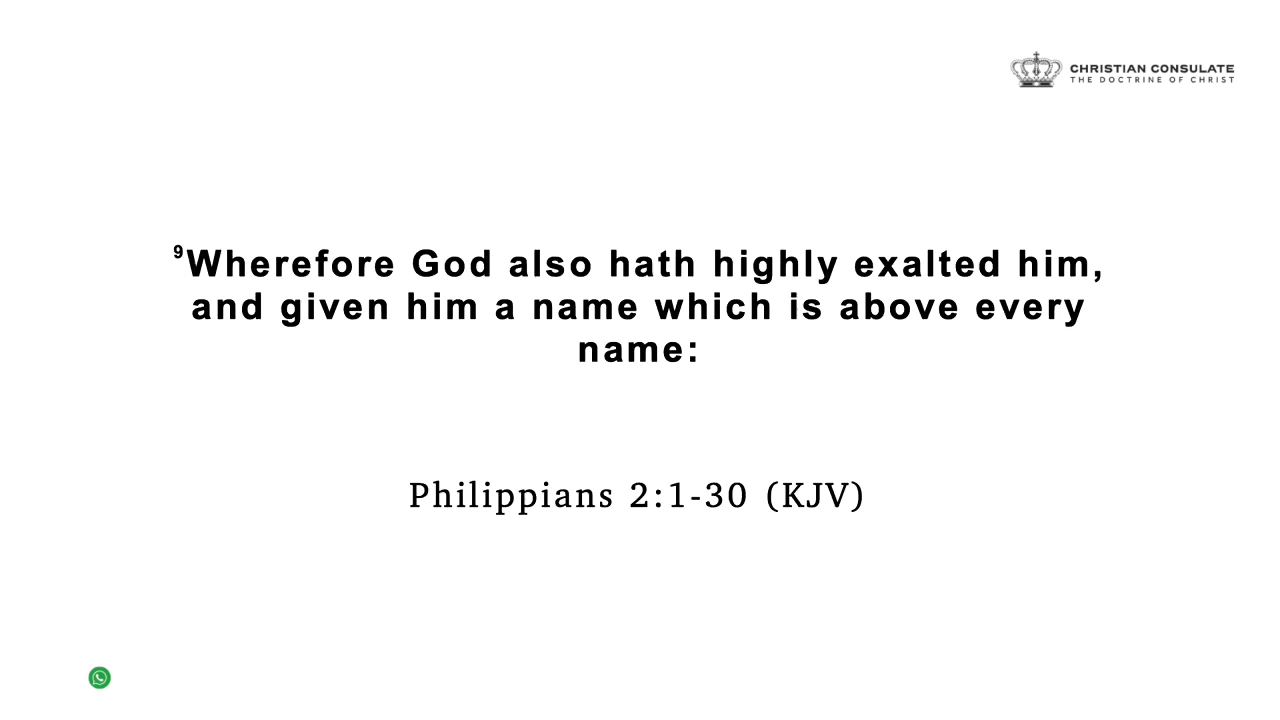 CHRISTIAN CONSULATE
THE DOCTRINE OF CHRIST
9Wherefore God also hath highly exalted him,
and given him a name which is above every
name:
Philippians 2:1-30 (KJV)